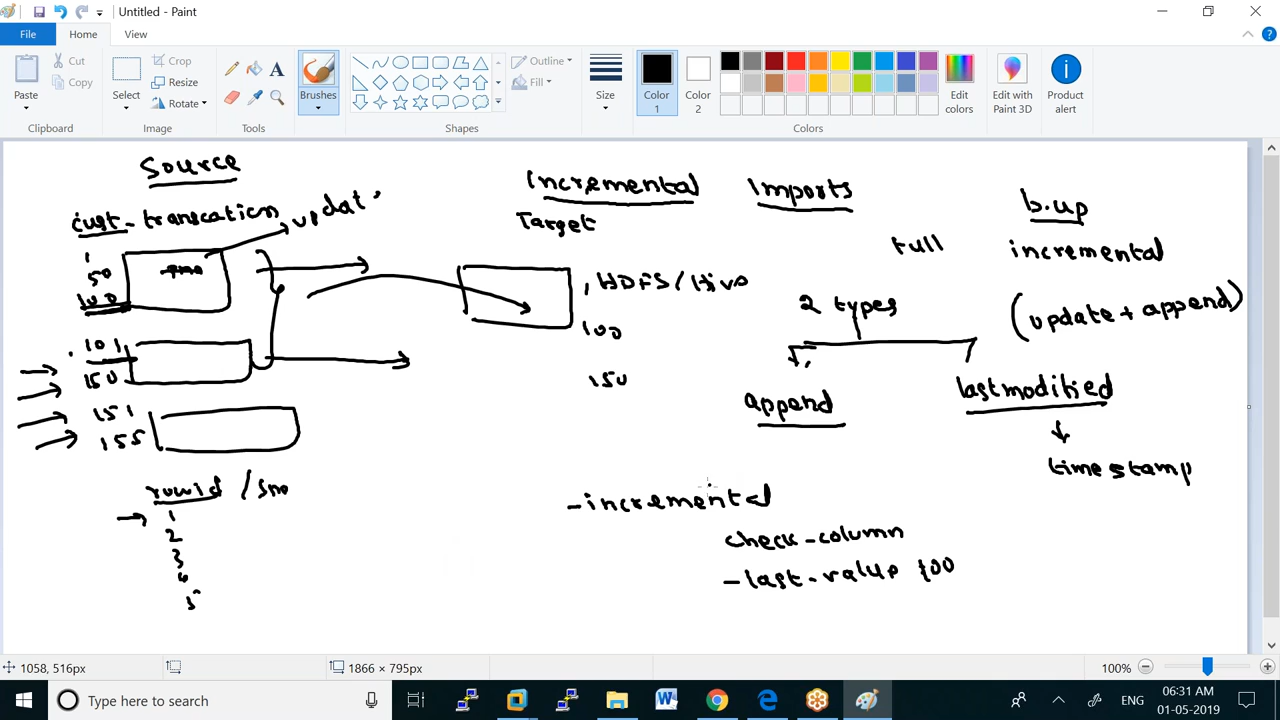 Untitled - Paint
File
Home
View
Paste
Cut
Copy
Clipboard
Select
Crop
Resize
Rotate
Image
Tools
Brushes
Outline
Fill
Shapes
Size
Color 1
Color 2
Edit colors
Colors
Edit with Paint 3D
Product alert
Source
Incremental Imports
cust-transcation
updat
Target
b.up
full
incremental
1
50
100
HDFS/Hive
100
2 types
(update + append)
101
150
150
append
lastmodified
151
155
timestamp
rowid /sno
1
2
3
4
5
-incremental
check-column
-last-value 100
1058, 516px
1866 × 795px
100%
Type here to search
ENG
06:31 AM
01-05-2019